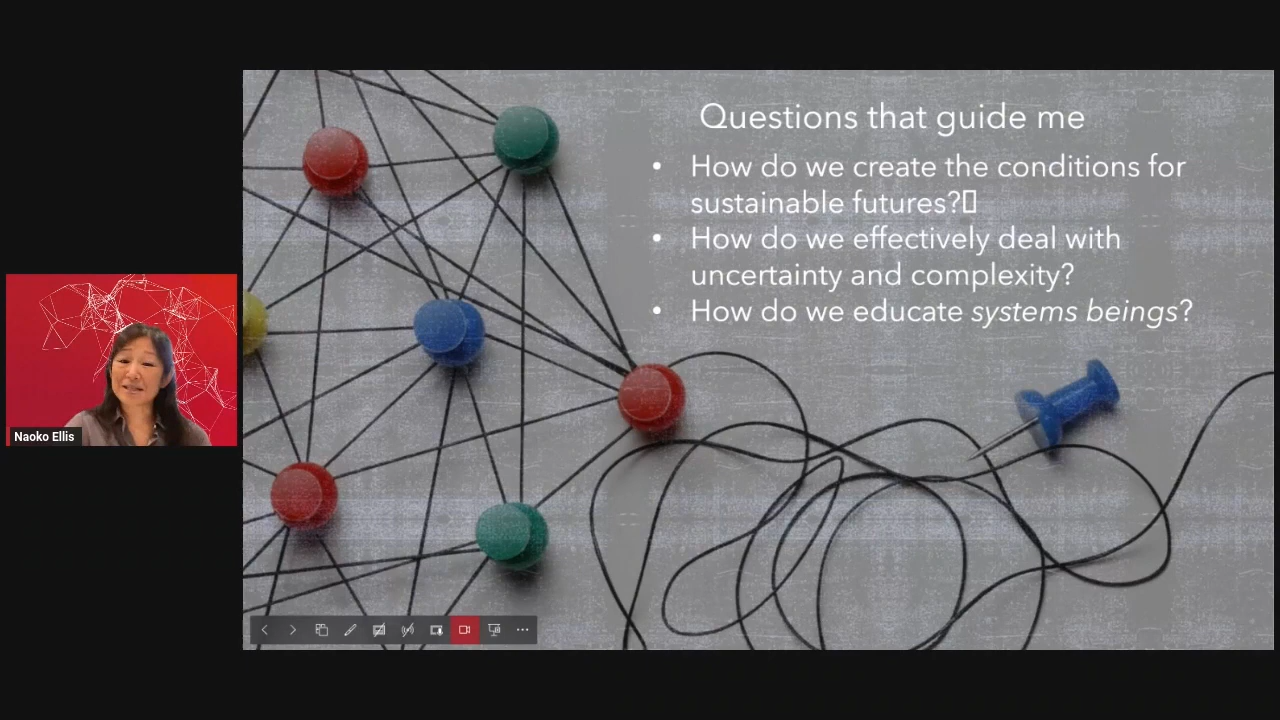 Questions that guide me
• How do we create the conditions for
sustainable futures?▯
• How do we effectively deal with
uncertainty and complexity?
• How do we educate systems beings?
Naoko Ellis